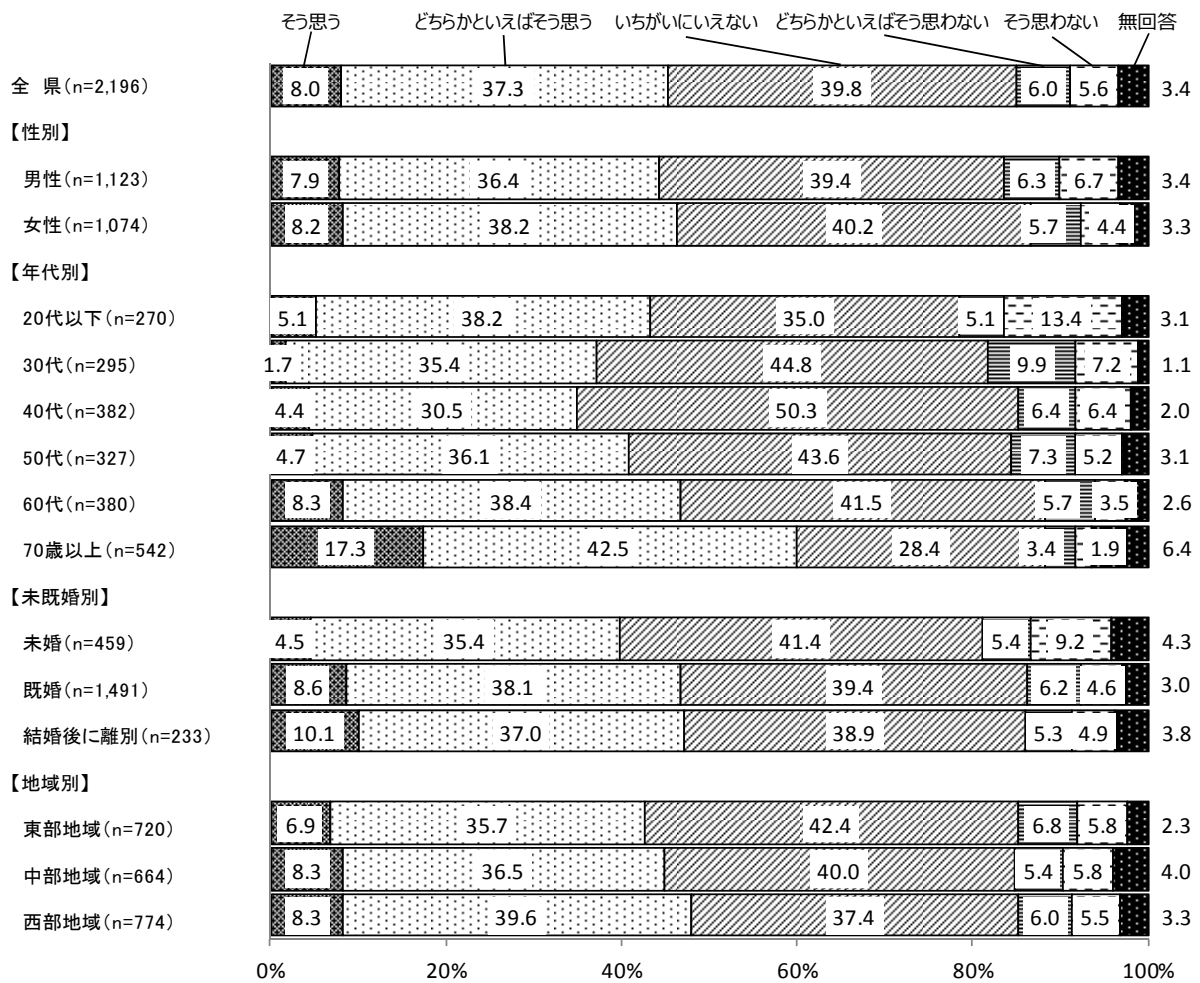 そう思う どちらかといえばそう思う いちがいにいえない どちらかといえばそう思わない そう思わない 無回答
全 県(n=2,196) 8.0 37.3 39.8 6.0 5.6 3.4
【性別】
男性(n=1,123) 7.9 36.4 39.4 6.3 6.7 3.4
女性(n=1,074) 8.2 38.2 40.2 5.7 4.4 3.3
【年代別】
20代以下(n=270) 5.1 38.2 35.0 5.1 13.4 3.1
30代(n=295) 1.7 35.4 44.8 9.9 7.2 1.1
40代(n=382) 4.4 30.5 50.3 6.4 6.4 2.0
50代(n=327) 4.7 36.1 43.6 7.3 5.2 3.1
60代(n=380) 8.3 38.4 41.5 5.7 3.5 2.6
70歳以上(n=542) 17.3 42.5 28.4 3.4 1.9 6.4
【未既婚別】
未婚(n=459) 4.5 35.4 41.4 5.4 9.2 4.3
既婚(n=1,491) 8.6 38.1 39.4 6.2 4.6 3.0
結婚後に離別(n=233) 10.1 37.0 38.9 5.3 4.9 3.8
【地域別】
東部地域(n=720) 6.9 35.7 42.4 6.8 5.8 2.3
中部地域(n=664) 8.3 36.5 40.0 5.4 5.8 4.0
西部地域(n=774) 8.3 39.6 37.4 6.0 5.5 3.3
0% 20% 40% 60% 80% 100%